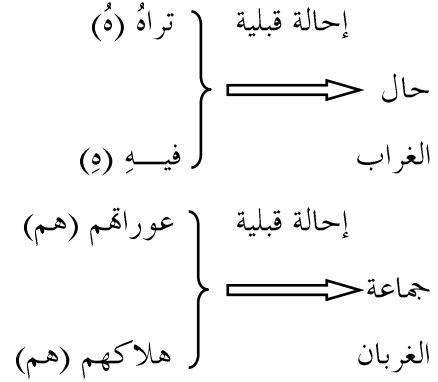 إحالة قبلية تراهُ (هُ)
حال
الغراب فيـــهِ (هِ)
إحالة قبلية عوراتهم (هم)
جماعة
الغربان هلاكهم (هم)